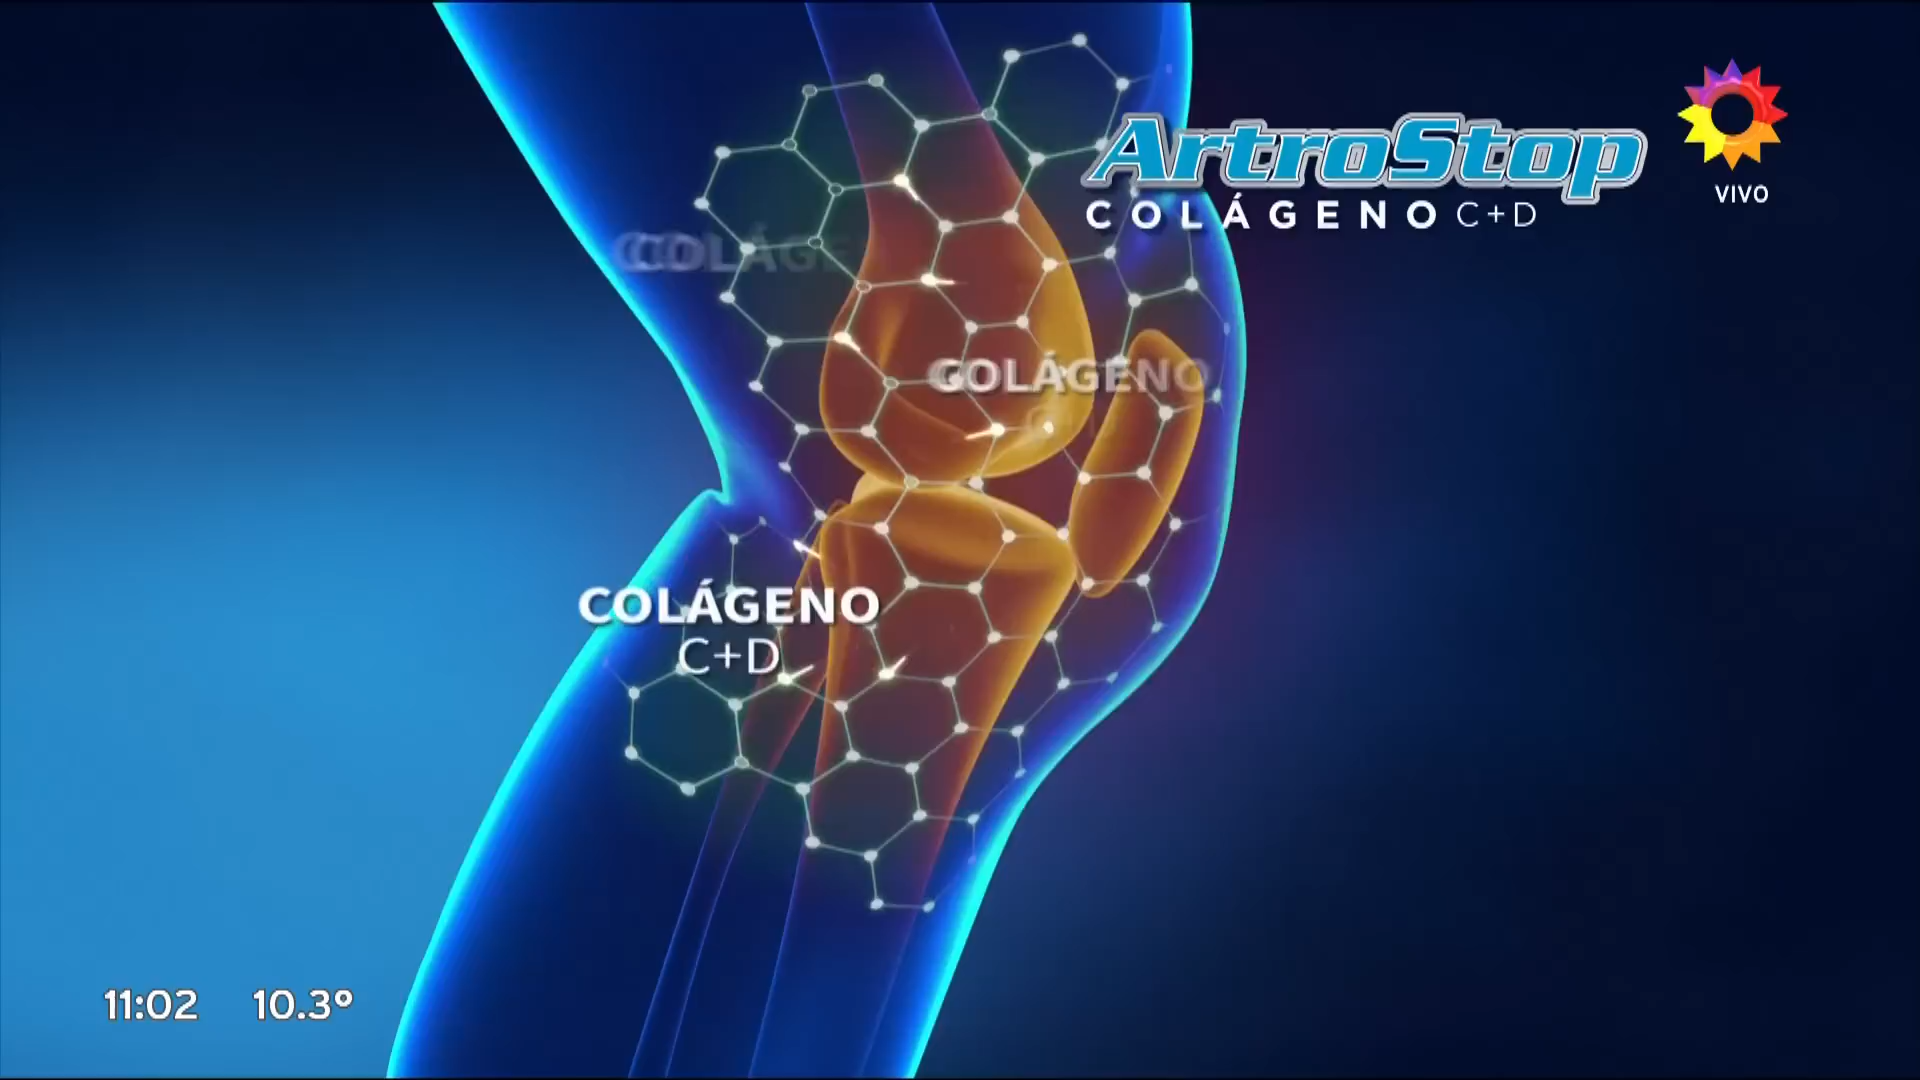 ArtroStop
COLÁGENO C+D
VIVO
COLÁGENO
COLÁGENO
C+D
11:02 10.3°